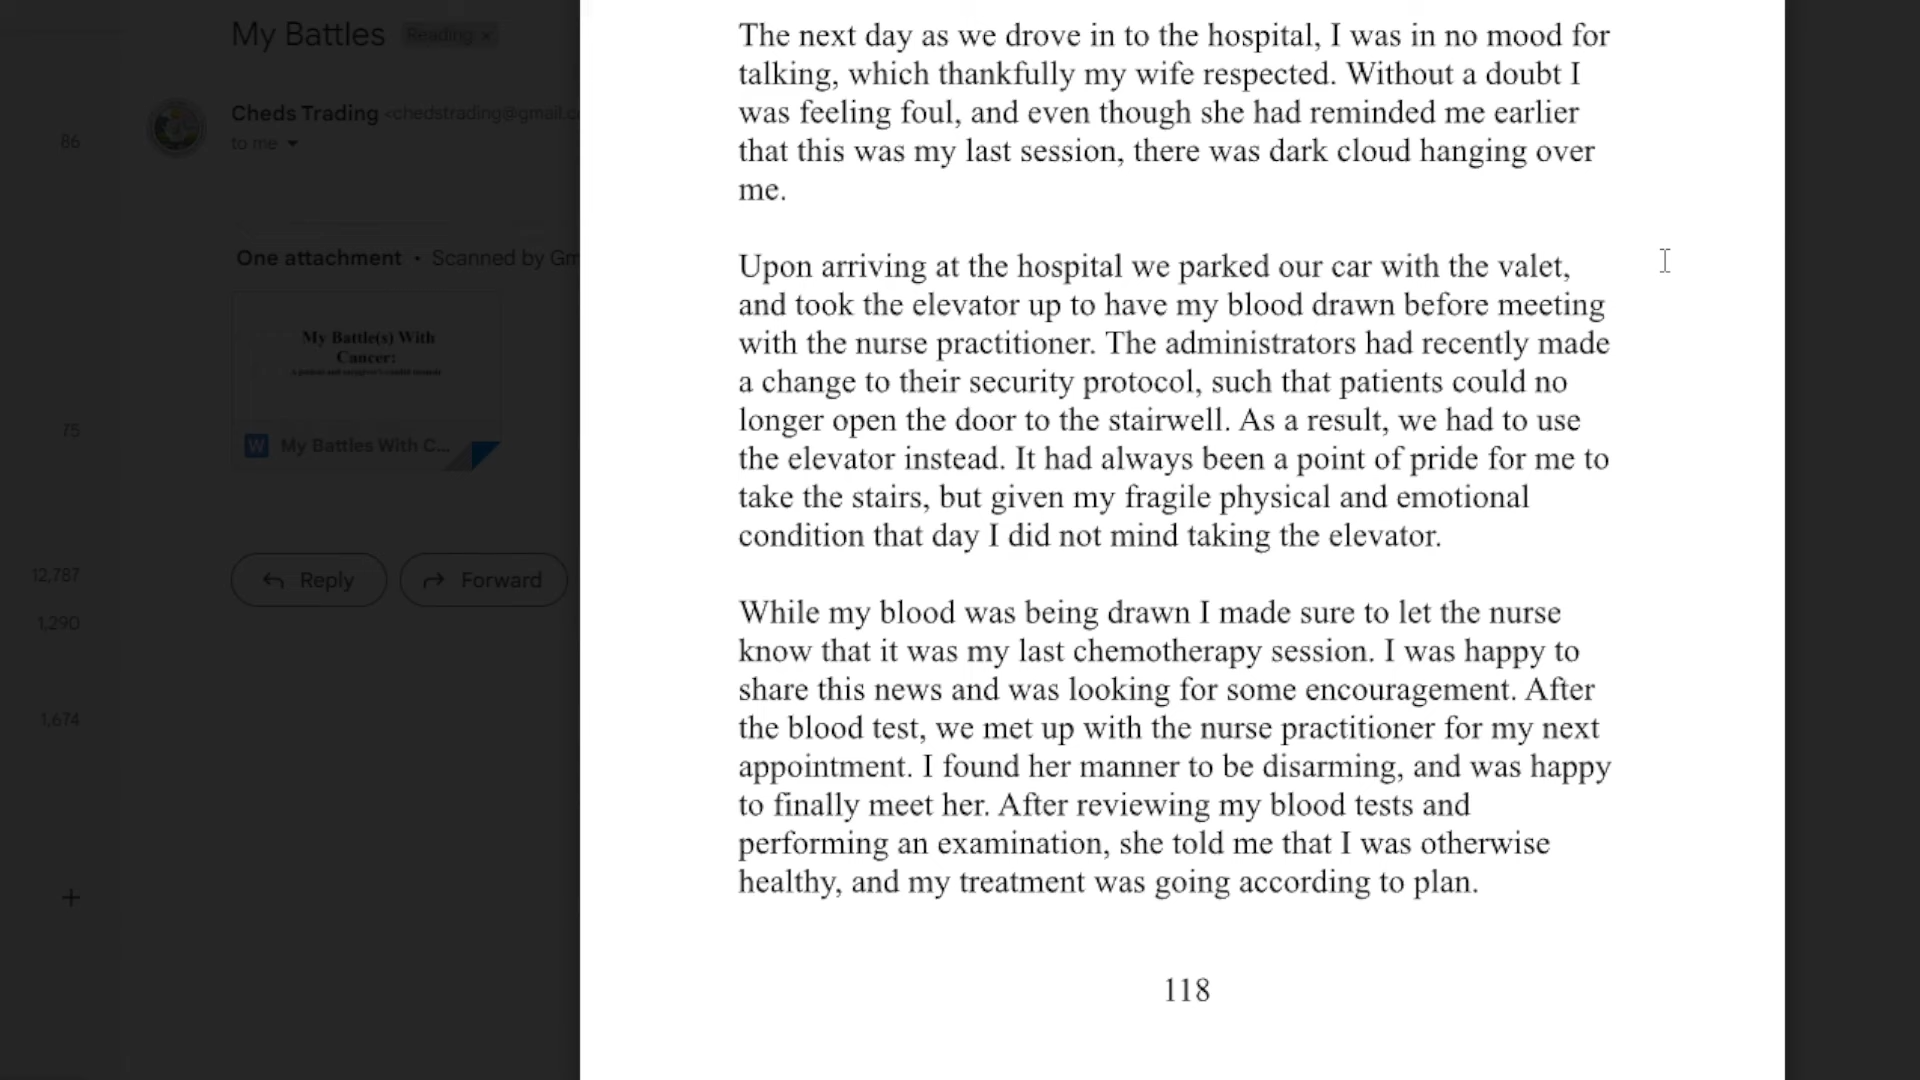 My Battles
Reading ×
Cheds Trading <chedstrading@gmail.c
to me
86
One attachment • Scanned by Gm
My Battle(s) With
Cancer:
A patient and caregiver's candid memoir
75
W My Battles With C...
12,787
Reply
Forward
1,290
1,674
+
The next day as we drove in to the hospital, I was in no mood for
talking, which thankfully my wife respected. Without a doubt I
was feeling foul, and even though she had reminded me earlier
that this was my last session, there was dark cloud hanging over
me.
Upon arriving at the hospital we parked our car with the valet,
and took the elevator up to have my blood drawn before meeting
with the nurse practitioner. The administrators had recently made
a change to their security protocol, such that patients could no
longer open the door to the stairwell. As a result, we had to use
the elevator instead. It had always been a point of pride for me to
take the stairs, but given my fragile physical and emotional
condition that day I did not mind taking the elevator.
While my blood was being drawn I made sure to let the nurse
know that it was my last chemotherapy session. I was happy to
share this news and was looking for some encouragement. After
the blood test, we met up with the nurse practitioner for my next
appointment. I found her manner to be disarming, and was happy
to finally meet her. After reviewing my blood tests and
performing an examination, she told me that I was otherwise
healthy, and my treatment was going according to plan.
118